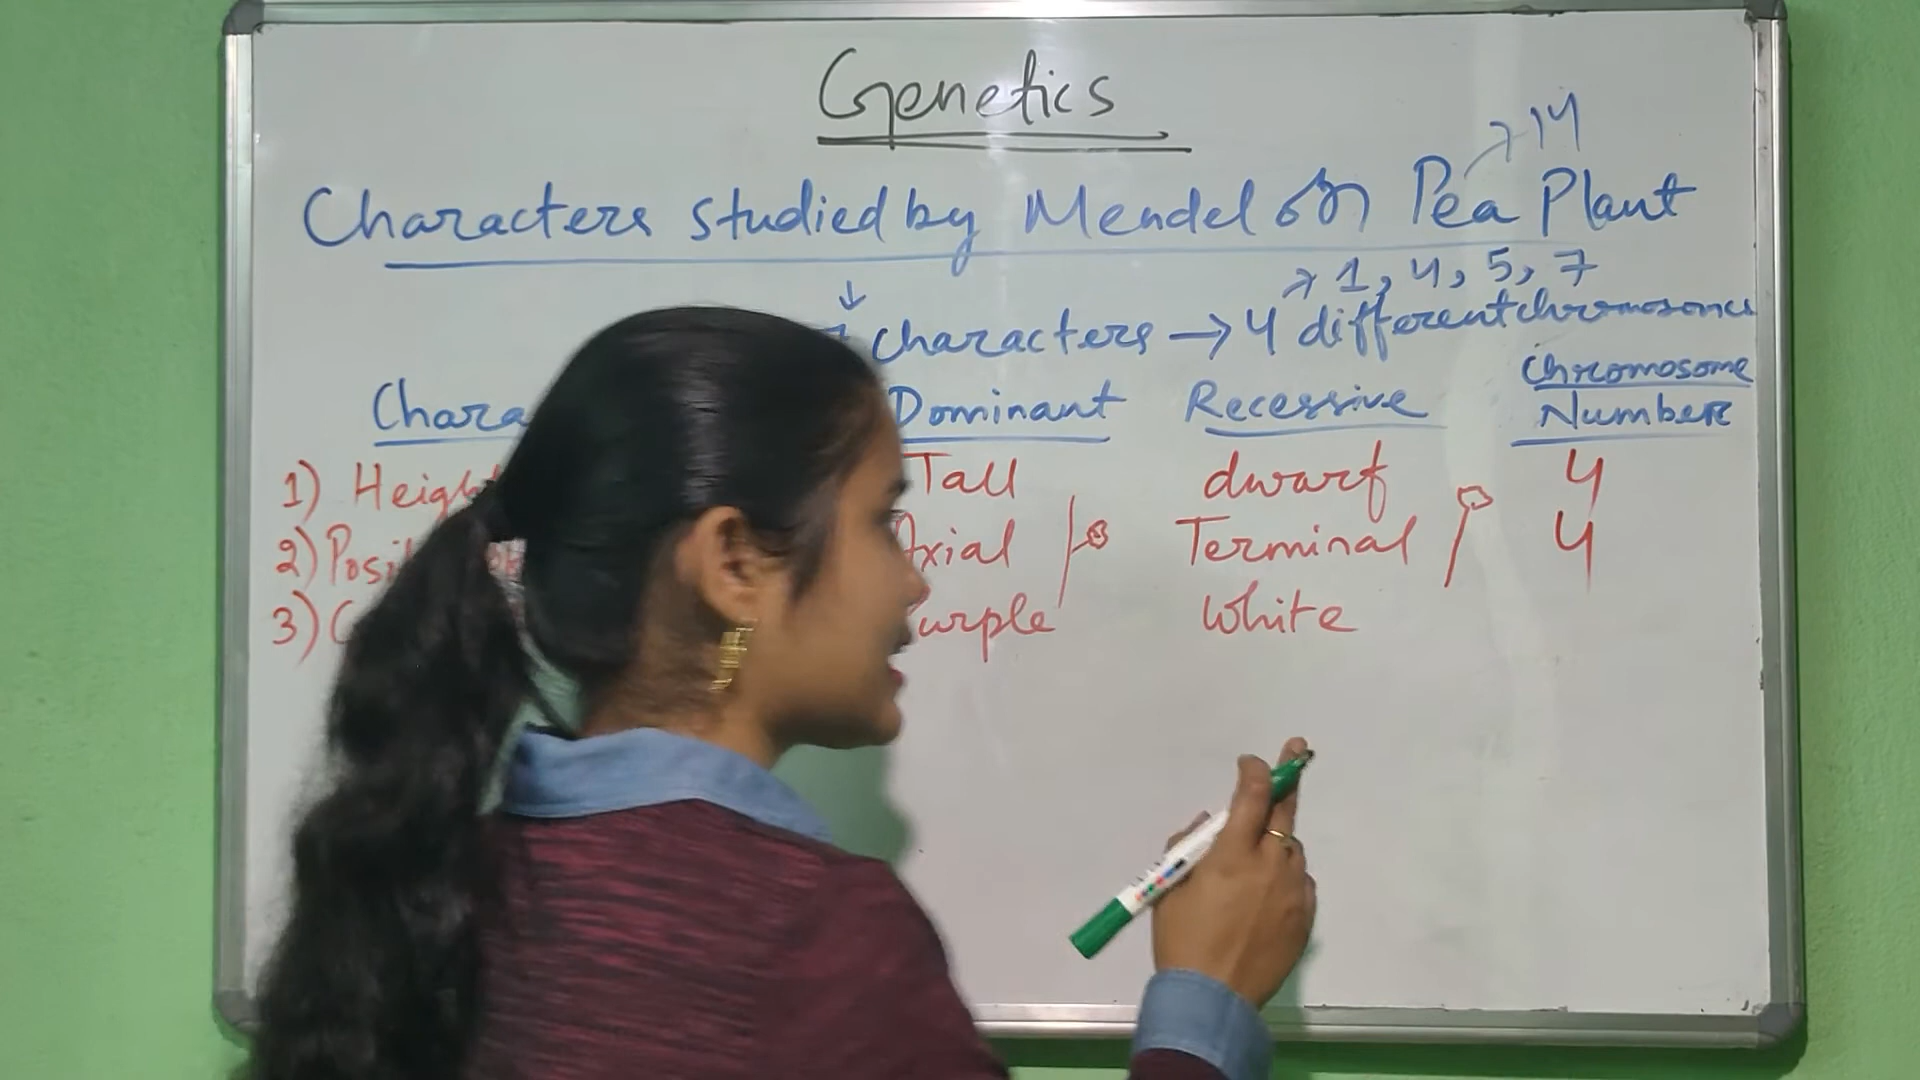 Genetics
→ 14
Characters studied by Mendel on Pea Plant
→ 1, 4, 5, 7
↓
characters → 4 different chromosomes
Chara Dominant Recessive Chromosome Number
1) Heigh Tall dwarf 4
2) Posi Axial Terminal 4
3) C urple White